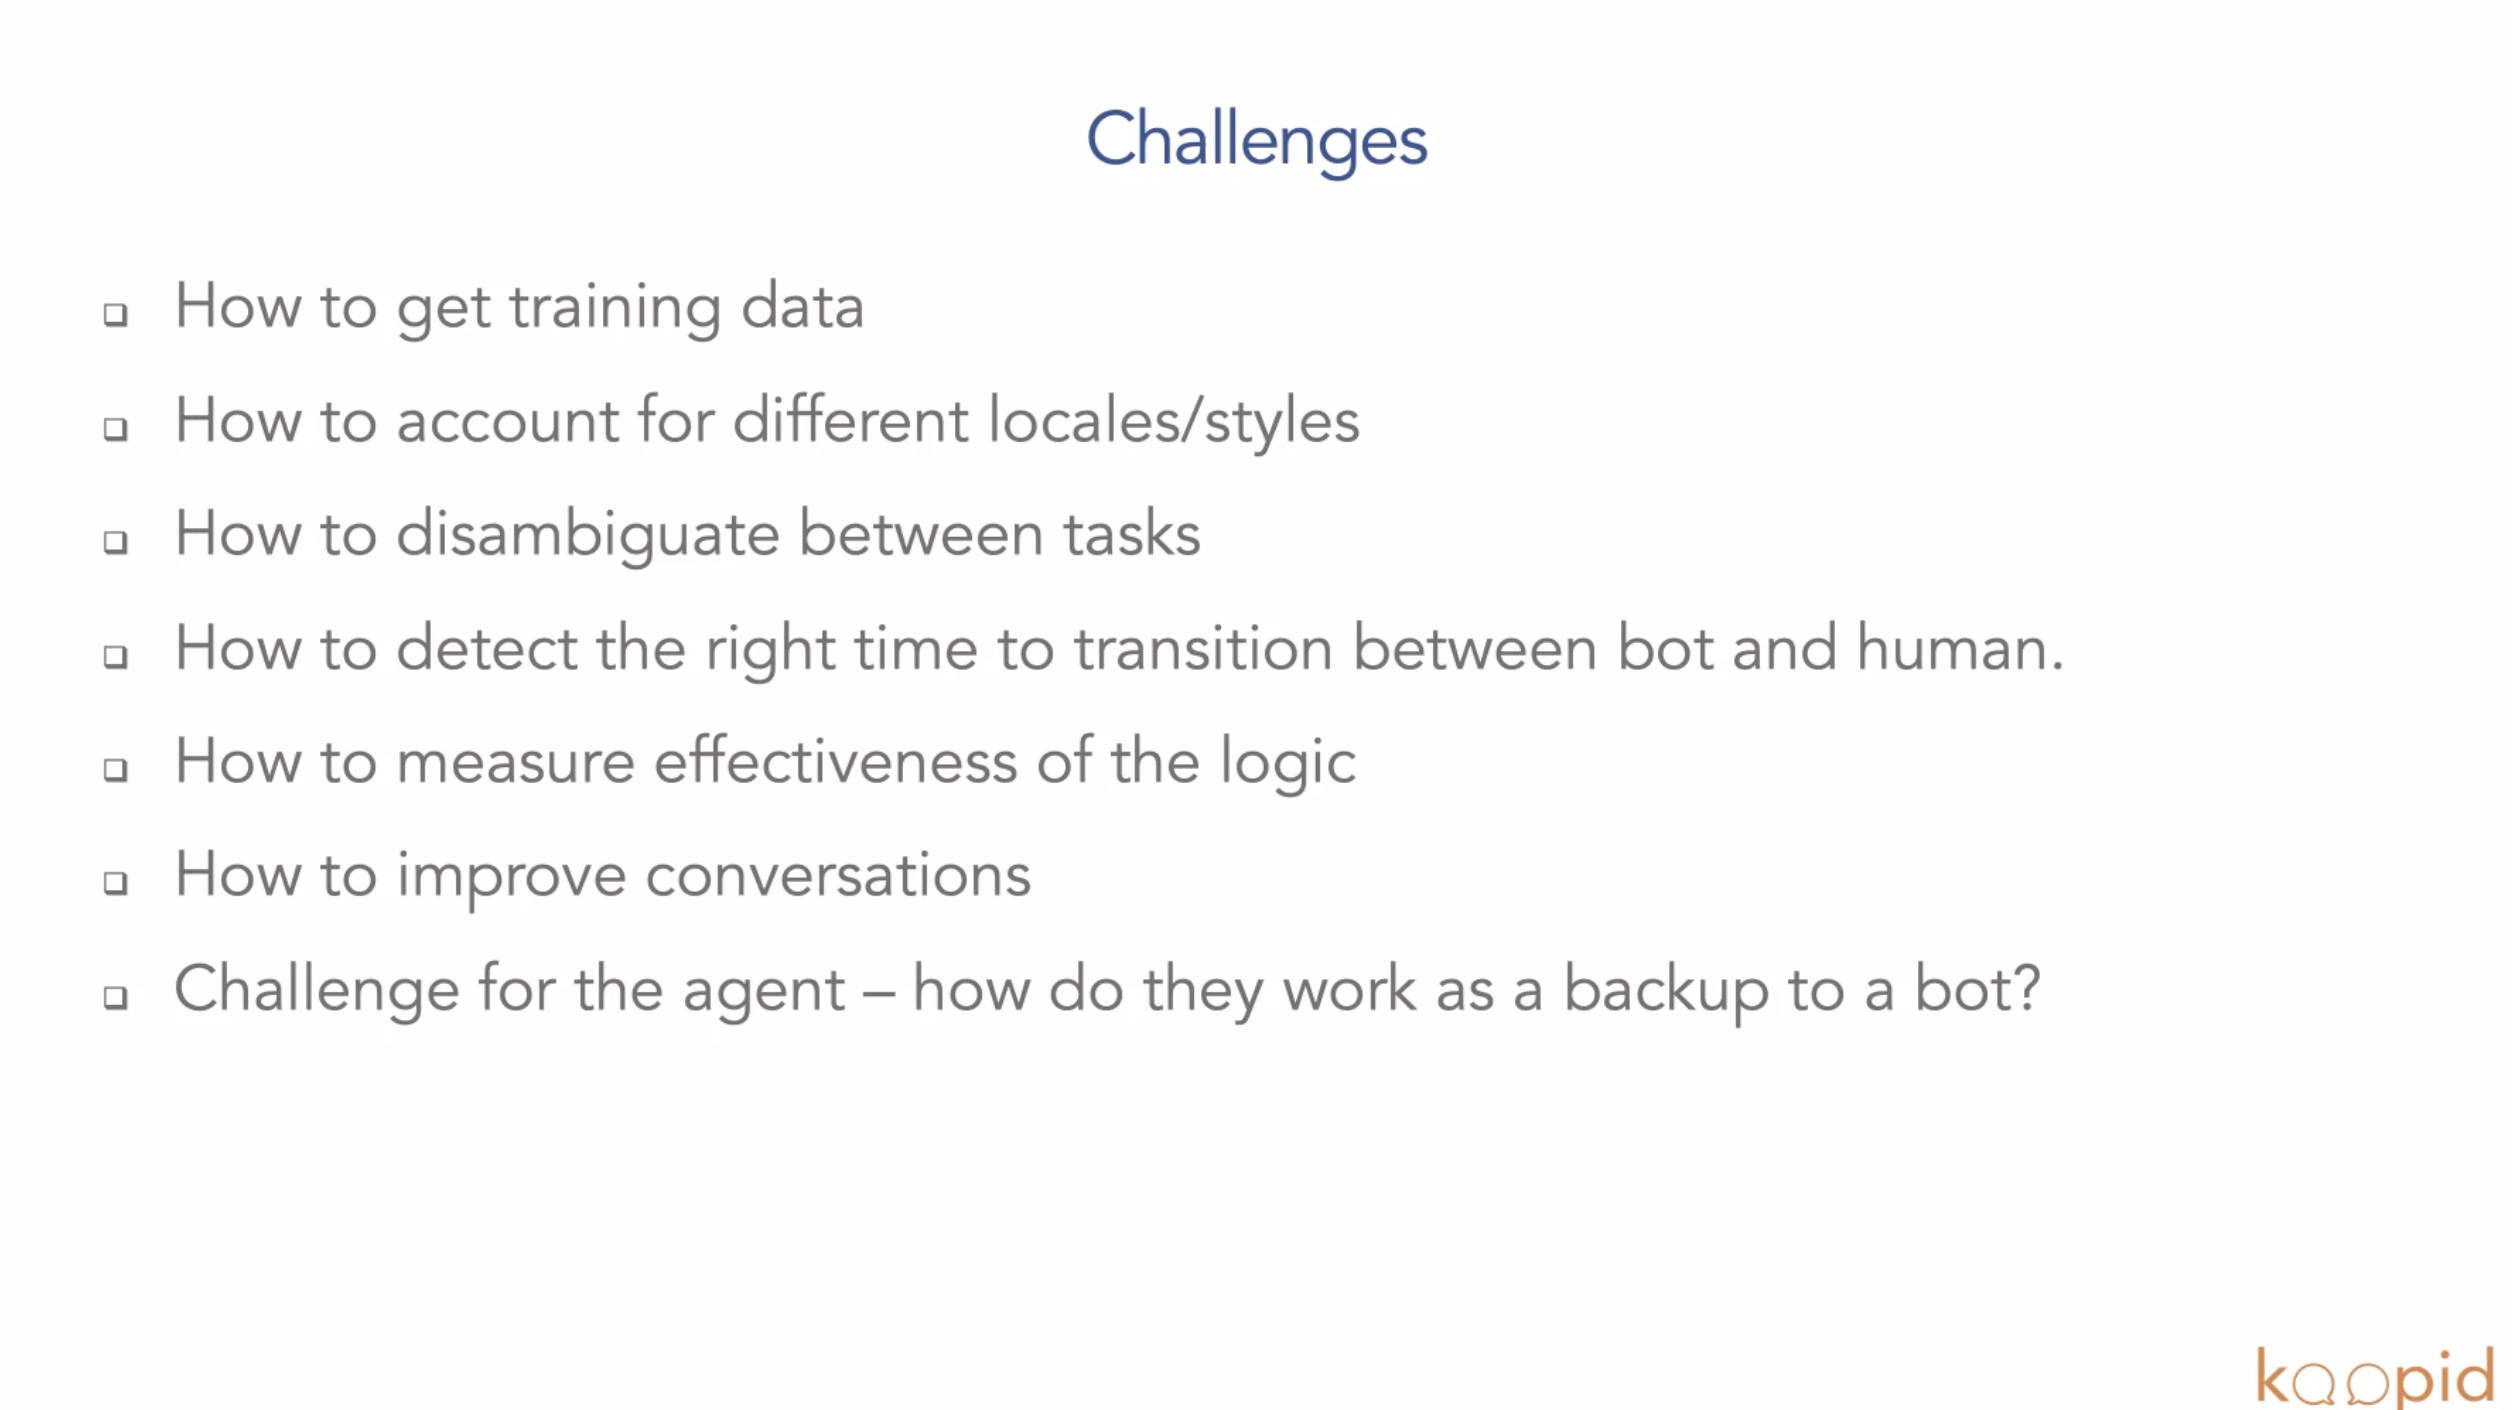 Challenges
How to get training data
How to account for different locales/styles
How to disambiguate between tasks
How to detect the right time to transition between bot and human.
How to measure effectiveness of the logic
How to improve conversations
Challenge for the agent – how do they work as a backup to a bot?
koopid